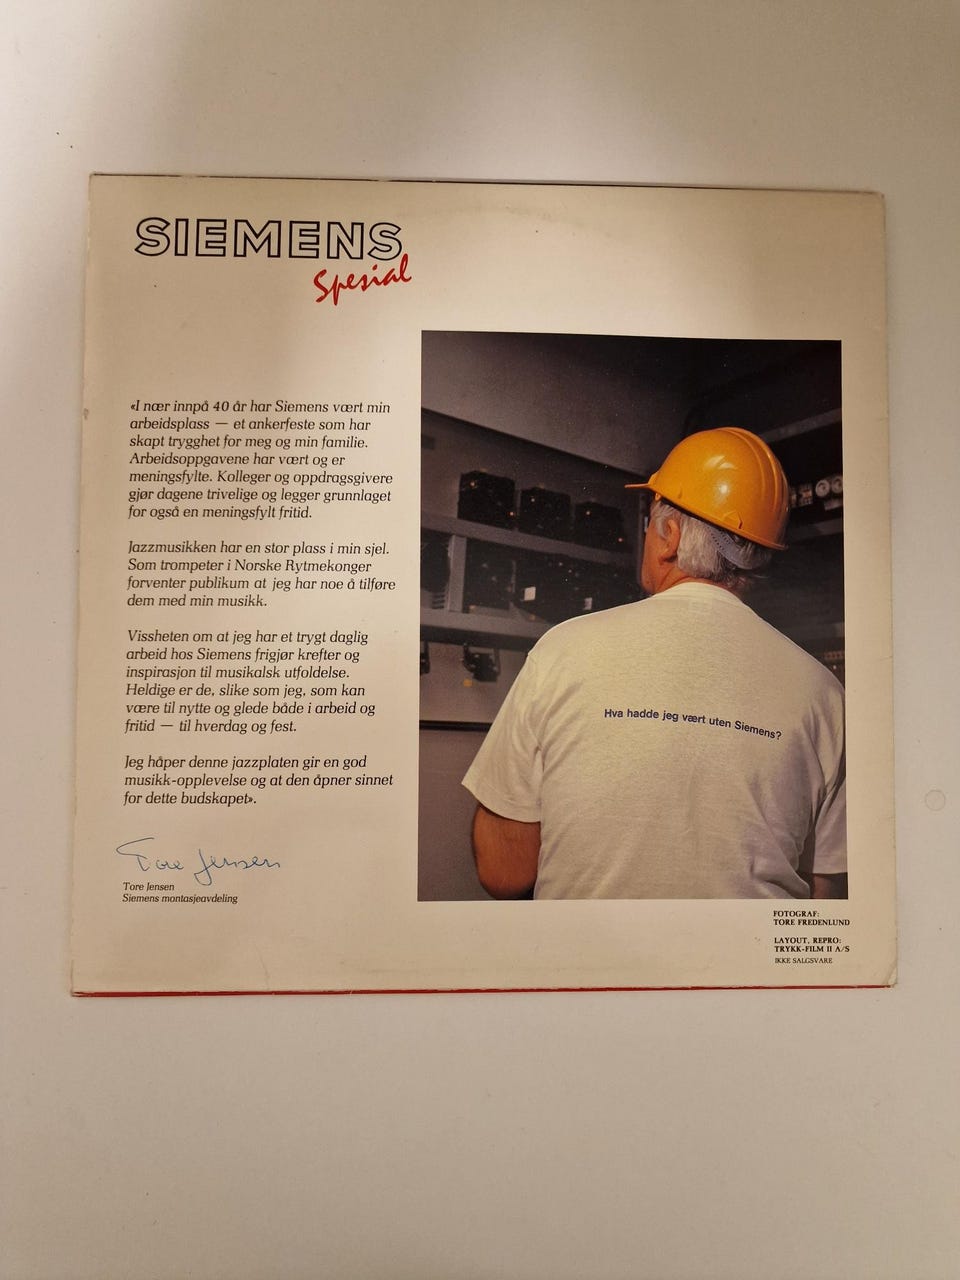 SIEMENS
Spesial
«I nær innpå 40 år har Siemens vært min
arbeidsplass — et ankerfeste som har
skapt trygghet for meg og min familie.
Arbeidsoppgavene har vært og er
meningsfylte. Kolleger og oppdragsgivere
gjør dagene trivelige og legger grunnlaget
for også en meningsfylt fritid.
Jazzmusikken har en stor plass i min sjel.
Som trompeter i Norske Rytmekonger
forventer publikum at jeg har noe å tilføre
dem med min musikk.
Vissheten om at jeg har et trygt daglig
arbeid hos Siemens frigjør krefter og
inspirasjon til musikalsk utfoldelse.
Heldige er de, slike som jeg, som kan
være til nytte og glede både i arbeid og
fritid — til hverdag og fest.
Jeg håper denne jazzplaten gir en god
musikk-opplevelse og at den åpner sinnet
for dette budskapet».
Tore Jensen
Tore Jensen
Siemens montasjeavdeling
Hva hadde jeg vært uten Siemens?
FOTOGRAF:
TORE FREDENLUND
LAYOUT, REPRO:
TRYKK-FILM II A/S
IKKE SALGSVARE